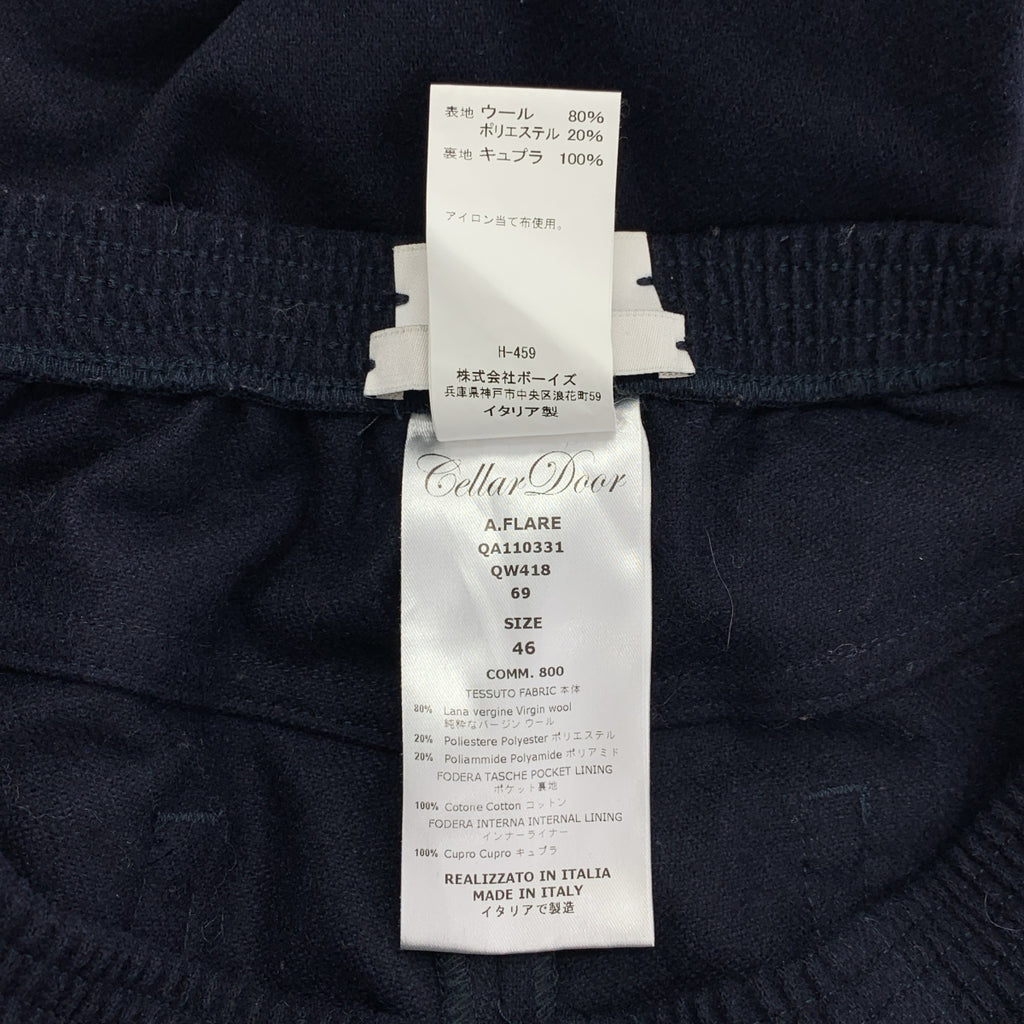 表地 ウール 80%
ポリエステル 20%
裏地 キュプラ 100%
アイロン当て布使用。
H-459
株式会社ボーイズ
兵庫県神戸市中央区浪花町59
イタリア製
Cellar Door
A.FLARE
QA110331
QW418
69
SIZE
46
COMM. 800
TESSUTO FABRIC 本体
80% Lana vergine Virgin wool
純粋なバージン ウール
20% Poliestere Polyester ポリエステル
20% Poliammide Polyamide ポリアミド
FODERA TASCHE POCKET LINING
ポケット裏地
100% Cotone Cotton コットン
FODERA INTERNA INTERNAL LINING
インナーライナー
100% Cupro Cupro キュプラ
REALIZZATO IN ITALIA
MADE IN ITALY
イタリアで製造